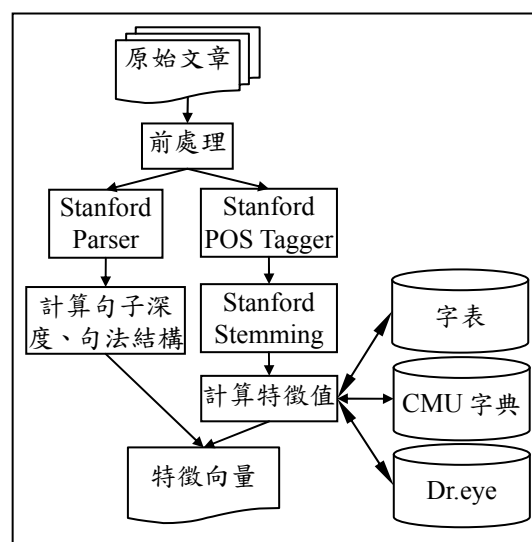 原始文章
前處理
Stanford
Parser
Stanford
POS Tagger
計算句子深
度、句法結構
Stanford
Stemming
字表
計算特徵值
CMU 字典
特徵向量
Dr.eye